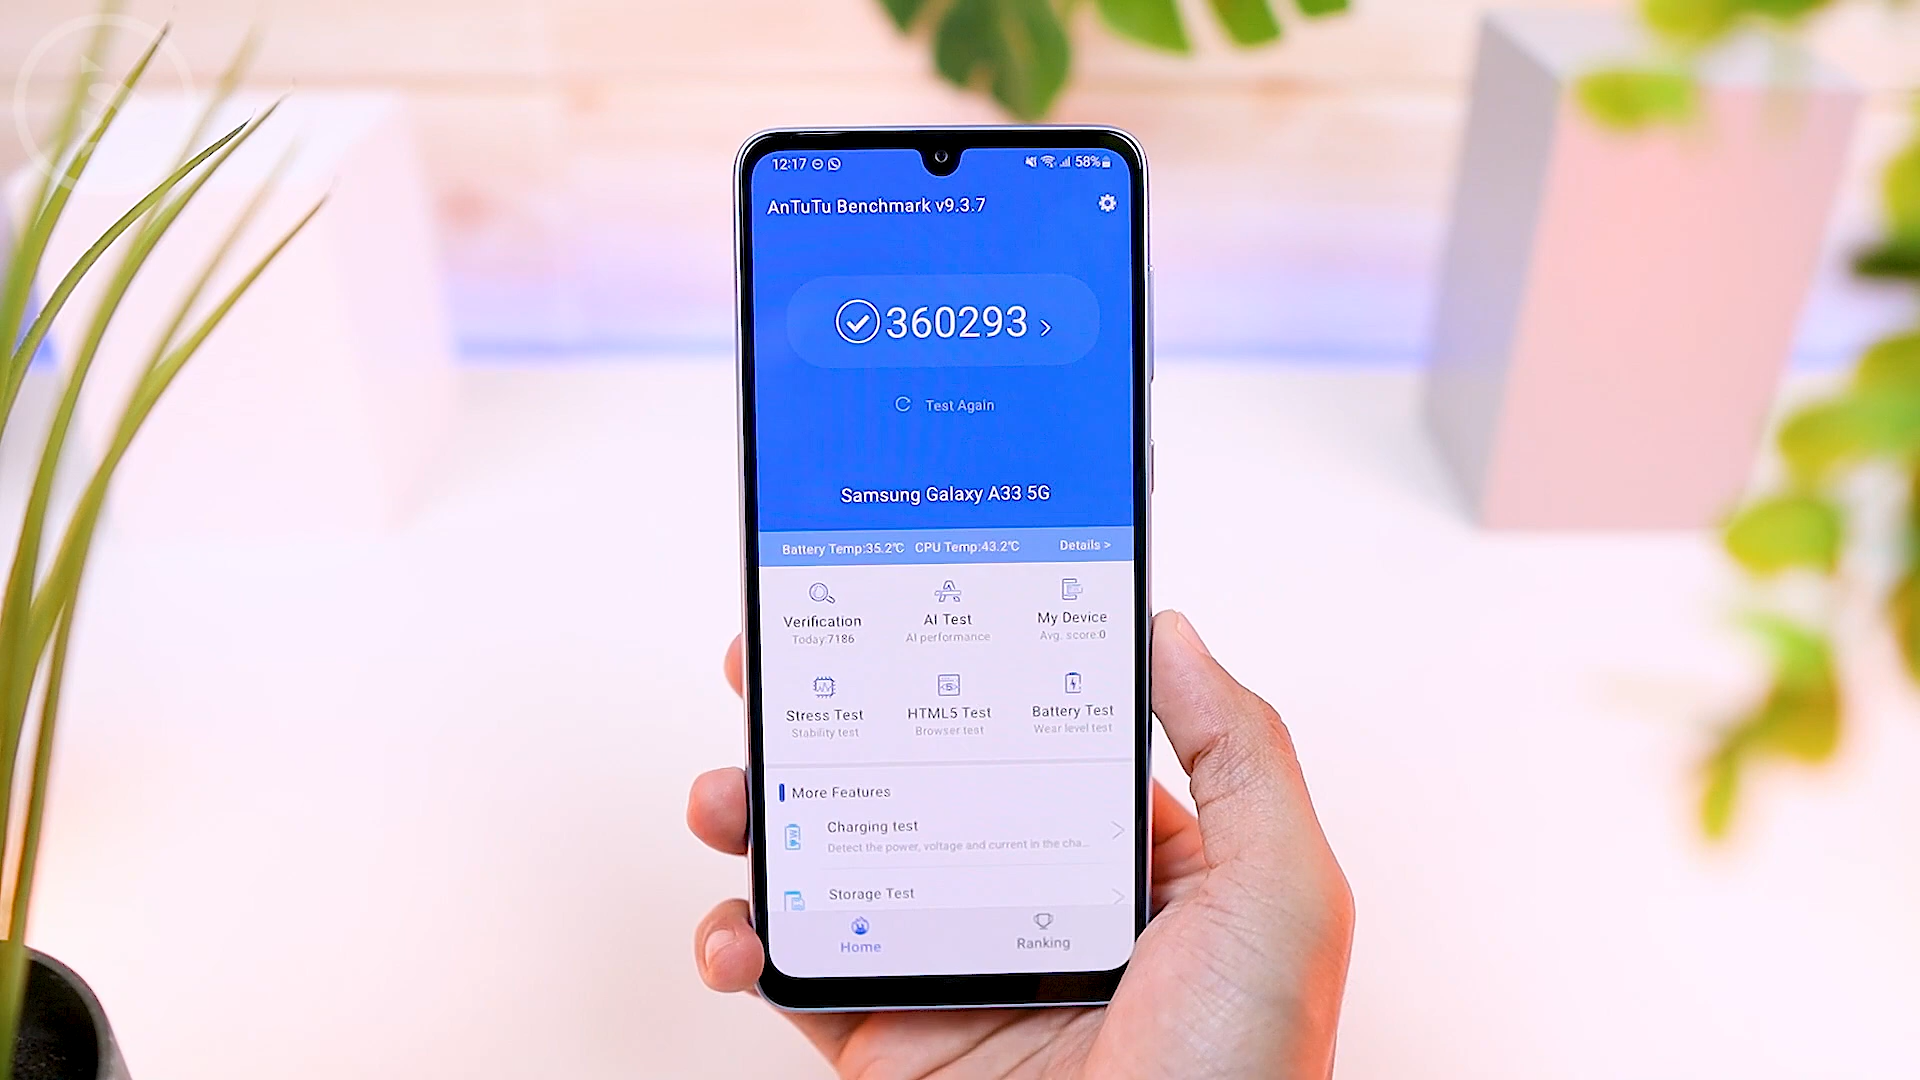 12:17 58%
AnTuTu Benchmark v9.3.7
360293 >
Test Again
Samsung Galaxy A33 5G
Battery Temp:35.2℃ CPU Temp:43.2℃ Details >
Verification AI Test My Device
Today:7186 AI performance Avg. score:0
Stress Test HTML5 Test Battery Test
Stability test Browser test Wear level test
More Features
Charging test
Detect the power, voltage and current in the cha...
Storage Test
Home Ranking